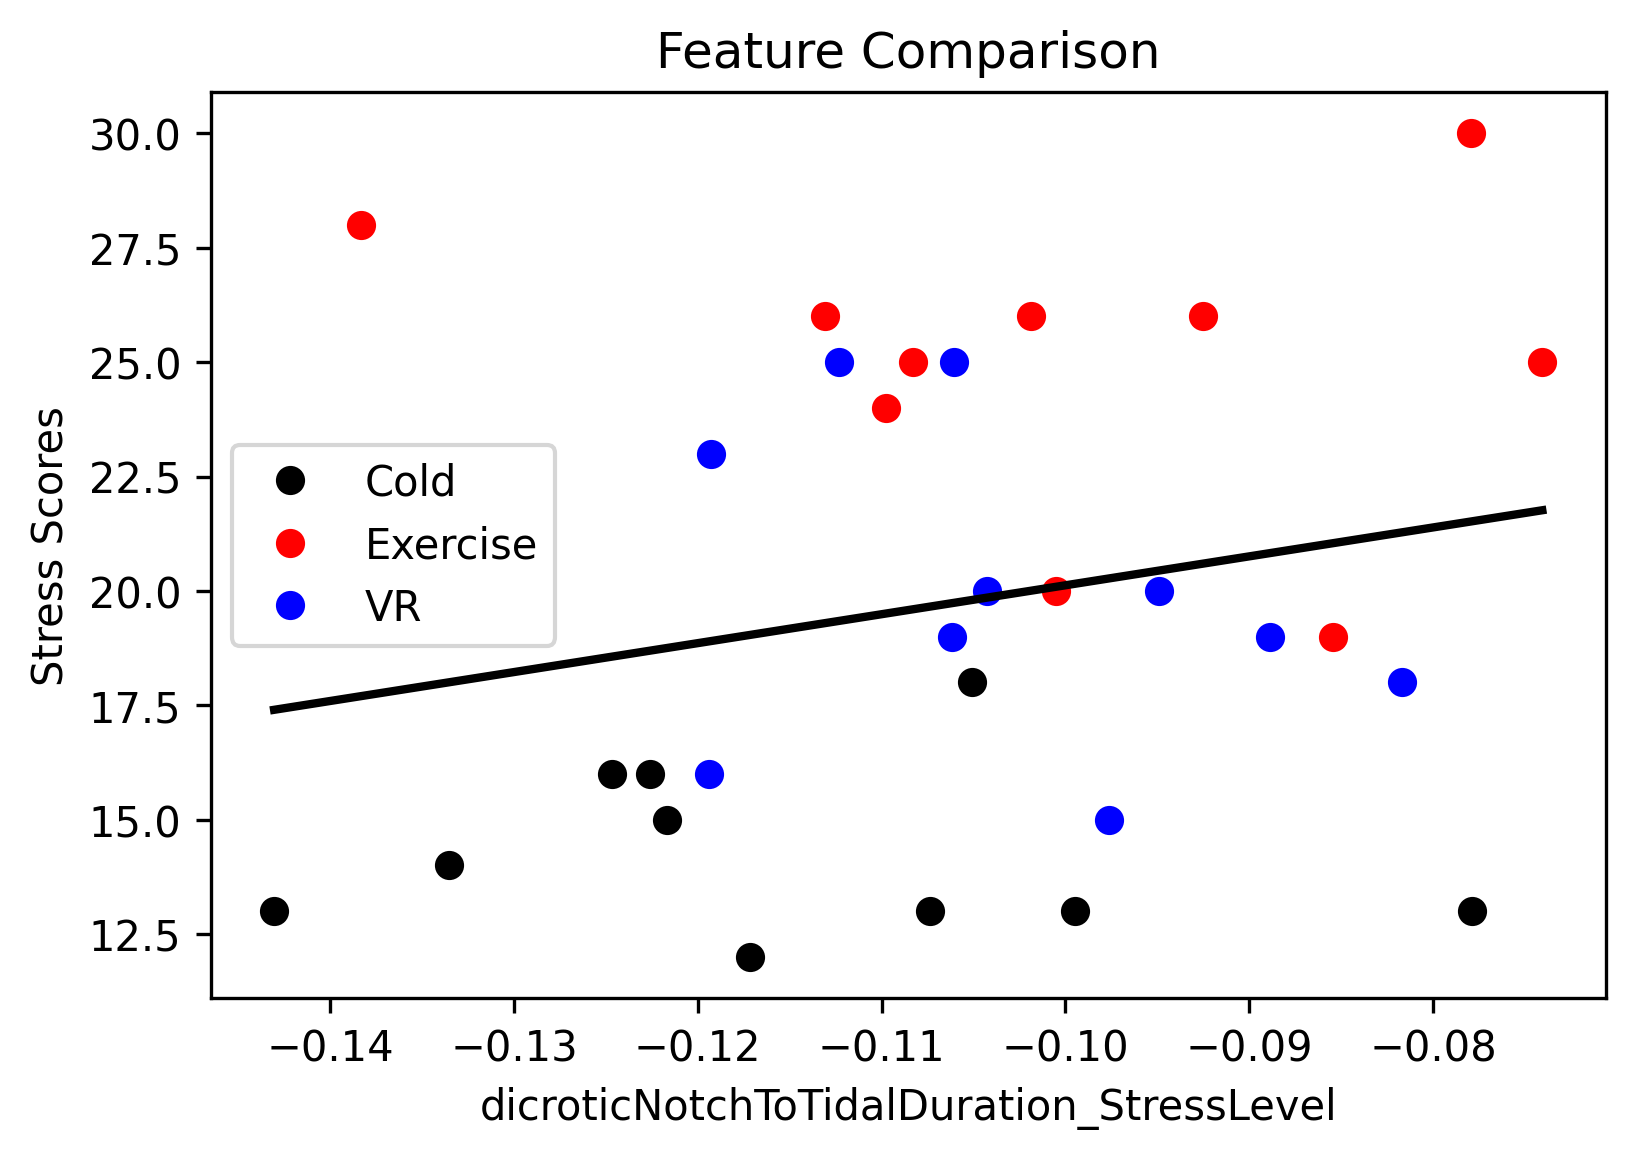 Feature Comparison
30.0
27.5
25.0
22.5
20.0
17.5
15.0
12.5
Stress Scores
Cold
Exercise
VR
−0.14
−0.13
−0.12
−0.11
−0.10
−0.09
−0.08
dicroticNotchToTidalDuration_StressLevel